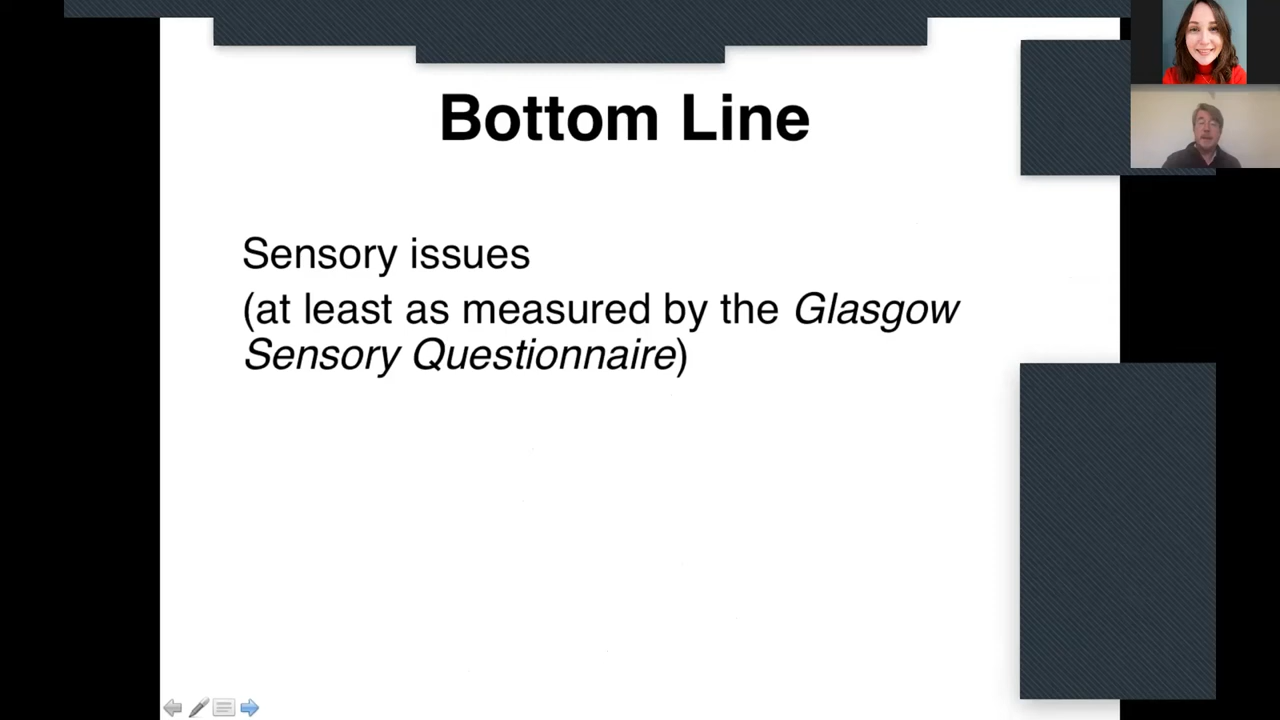 Bottom Line
Sensory issues
(at least as measured by the Glasgow
Sensory Questionnaire)